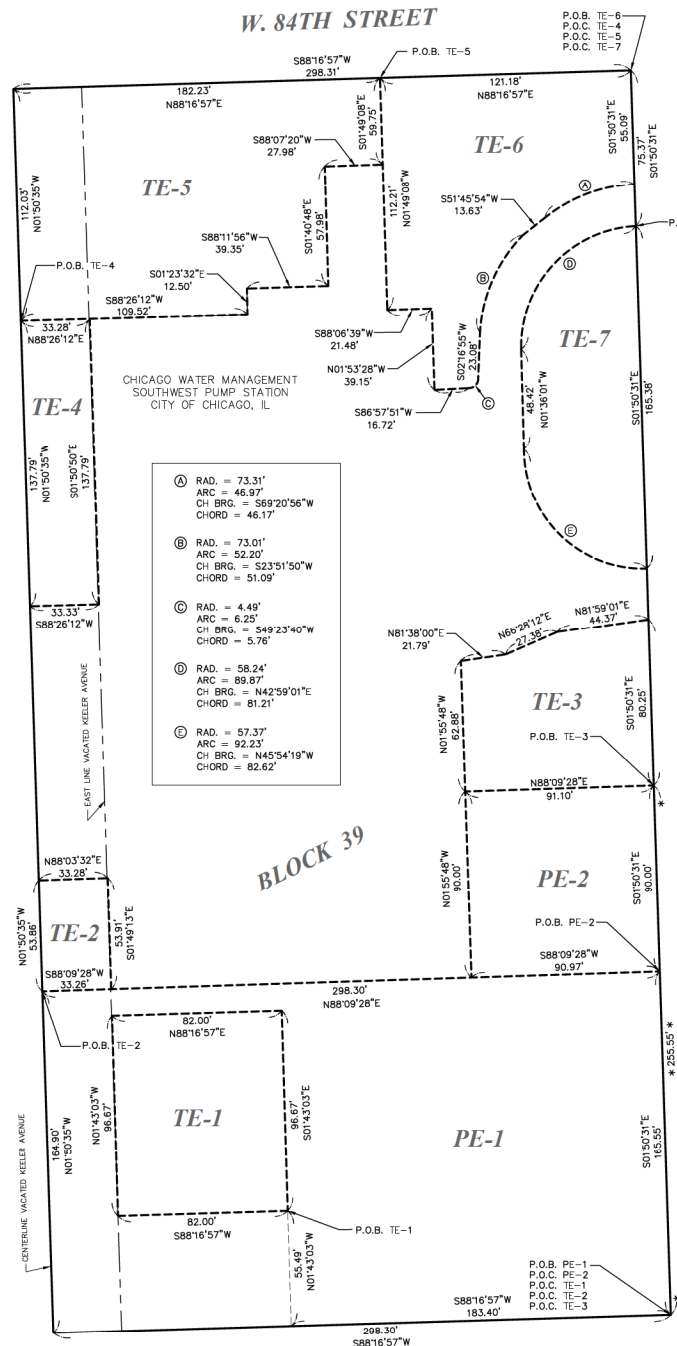 W. 84TH STREET
P.O.B. TE-6
P.O.C. TE-4
P.O.C. TE-5
P.O.C. TE-7
S88°16'57"W
298.31'
P.O.B. TE-5
182.23'
N88°16'57"E
121.18'
N88°16'57"E
S01°49'08"E
59.75'
S01°50'31"E
55.09'
75.37'
S01°50'31"E
S88°07'20"W
27.98'
TE-6
TE-5
112.03'
N01°50'35"W
112.21'
N01°49'08"W
S51°45'54"W
13.63'
A
S01°40'48"E
57.98'
S88°11'56"W
39.35'
P.
D
B
P.O.B. TE-4
S01°23'32"E
12.50'
S88°26'12"W
109.52'
33.28'
N88°26'12"E
S88°06'39"W
21.48'
N01°53'28"W
39.15'
S02°16'55"W
23.08'
TE-7
S86°57'51"W
16.72'
C
48.42'
N01°36'01"W
S01°50'31"E
165.38'
CHICAGO WATER MANAGEMENT
SOUTHWEST PUMP STATION
CITY OF CHICAGO, IL
TE-4
137.79'
N01°50'35"W
S01°50'50"E
137.79'
A RAD. = 73.31'
ARC = 46.97'
CH BRG. = S69°20'56"W
CHORD = 46.17'
B RAD. = 73.01'
ARC = 52.20'
CH BRG. = S23°51'50"W
CHORD = 51.09'
C RAD. = 4.49'
ARC = 6.25'
CH BRG. = S49°23'40"W
CHORD = 5.76'
D RAD. = 58.24'
ARC = 89.87'
CH BRG. = N42°59'01"E
CHORD = 81.21'
E RAD. = 57.37'
ARC = 92.23'
CH BRG. = N45°54'19"W
CHORD = 82.62'
E
33.33'
S88°26'12"W
N81°38'00"E
21.79'
N66°28'12"E
27.38'
N81°59'01"E
44.37'
EAST LINE VACATED KEELER AVENUE
N01°55'48"W
62.88'
TE-3
S01°50'31"E
80.25'
P.O.B. TE-3
N88°09'28"E
91.10'
*
BLOCK 39
N88°03'32"E
33.28'
N01°50'35"W
53.86'
TE-2
53.91'
S01°49'13"E
N01°55'48"W
90.00'
PE-2
S01°50'31"E
90.00'
P.O.B. PE-2
S88°09'28"W
33.26'
S88°09'28"W
90.97'
298.30'
N88°09'28"E
P.O.B. TE-2
82.00'
N88°16'57"E
* 255.55' *
N01°43'03"W
96.67'
TE-1
S01°43'03"E
96.67'
PE-1
164.90'
N01°50'35"W
S01°50'31"E
165.55'
CENTERLINE VACATED KEELER AVENUE
82.00'
S88°16'57"W
P.O.B. TE-1
55.49'
N01°43'03"W
P.O.B. PE-1
P.O.C. PE-2
P.O.C. TE-1
P.O.C. TE-2
P.O.C. TE-3
S88°16'57"W
183.40'
298.30'
S88°16'57"W